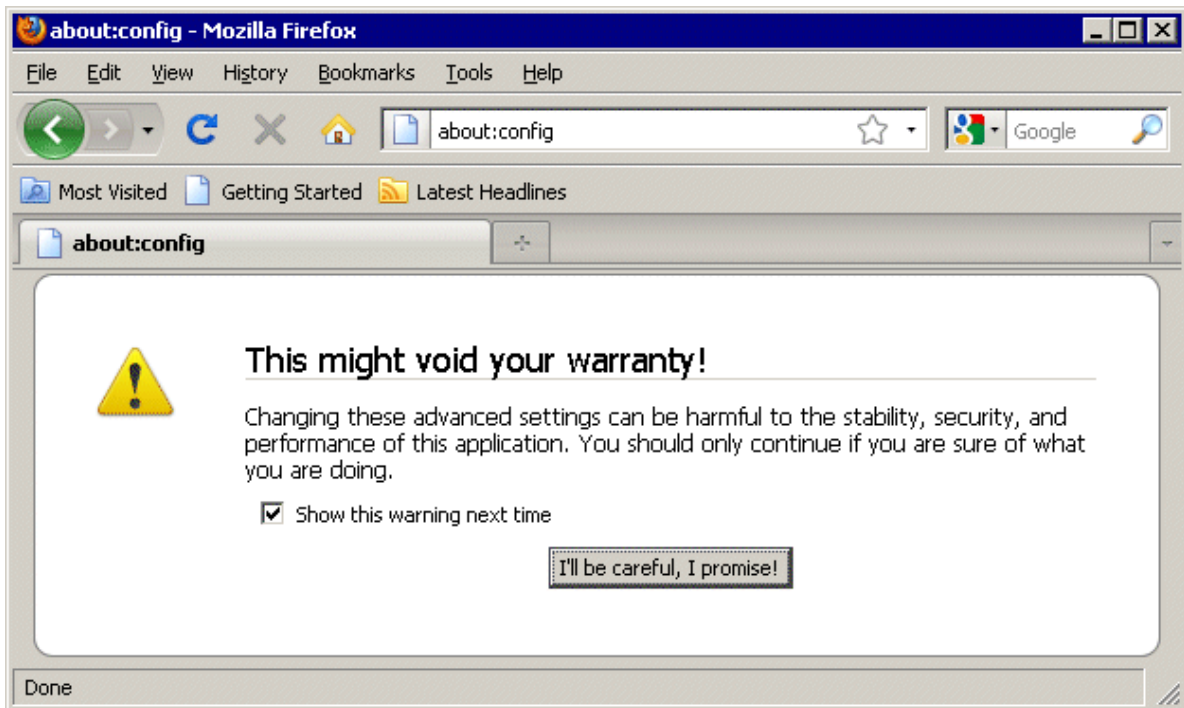 about:config - Mozilla Firefox
File Edit View History Bookmarks Tools Help
about:config Google
Most Visited Getting Started Latest Headlines
about:config
This might void your warranty!
Changing these advanced settings can be harmful to the stability, security, and
performance of this application. You should only continue if you are sure of what
you are doing.
Show this warning next time
I'll be careful, I promise!
Done